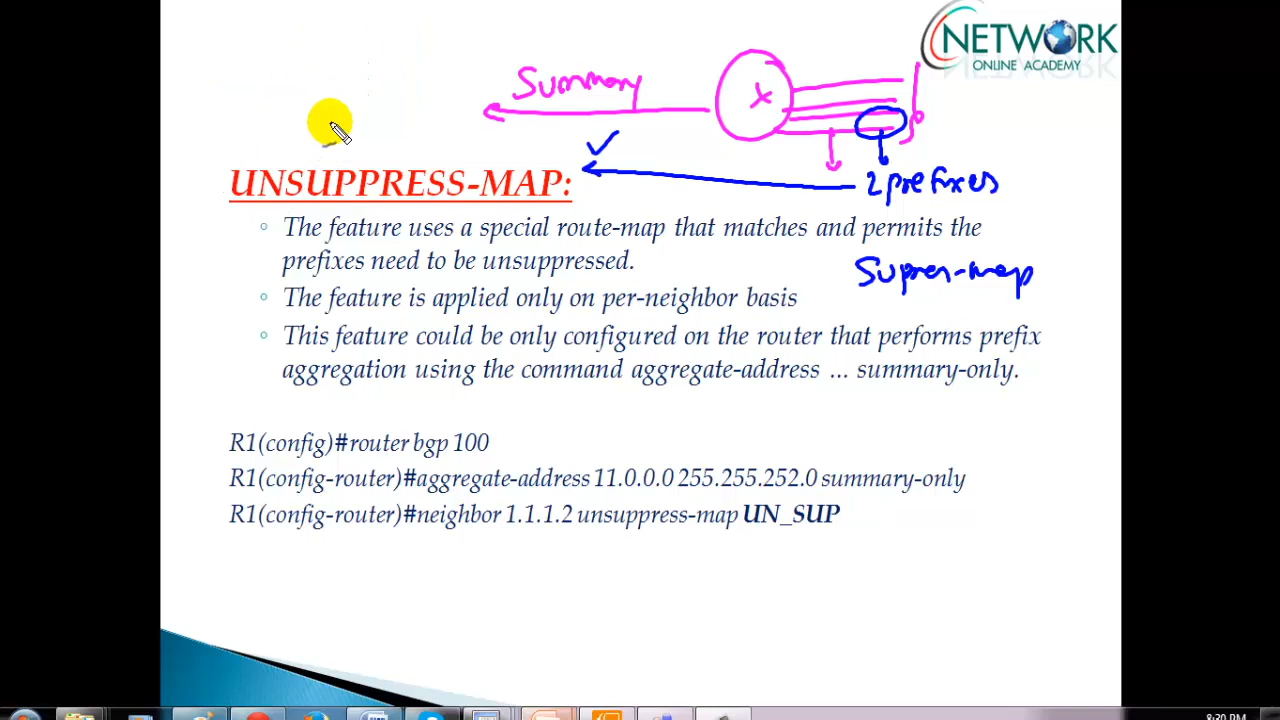 NETWORK
ONLINE ACADEMY
Summary
X
2 prefixes
UNSUPPRESS-MAP:
The feature uses a special route-map that matches and permits the
prefixes need to be unsuppressed.
Supress-map
The feature is applied only on per-neighbor basis
This feature could be only configured on the router that performs prefix
aggregation using the command aggregate-address ... summary-only.
R1(config)#router bgp 100
R1(config-router)#aggregate-address 11.0.0.0 255.255.252.0 summary-only
R1(config-router)#neighbor 1.1.1.2 unsuppress-map UN_SUP
8:20 PM